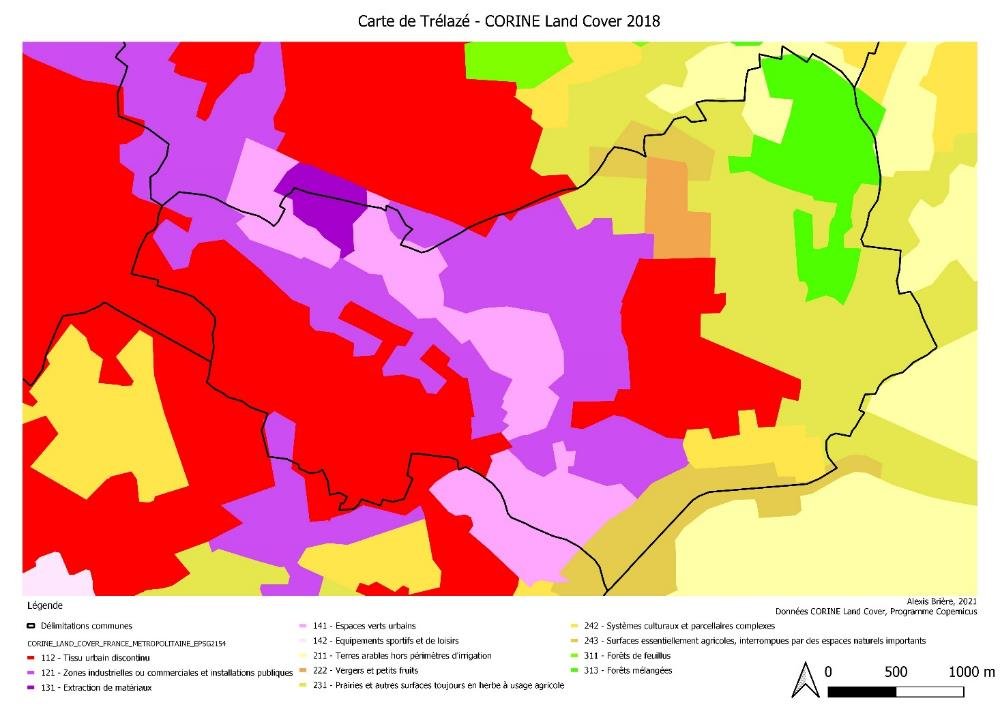 Carte de Trélazé - CORINE Land Cover 2018
Alexis Brière, 2021
Données CORINE Land Cover, Programme Copernicus
Légende
Délimitations communes
CORINE_LAND_COVER_FRANCE_METROPOLITAINE_EPSG2154
112 - Tissu urbain discontinu
121 - Zones industrielles ou commerciales et installations publiques
131 - Extraction de matériaux
141 - Espaces verts urbains
142 - Equipements sportifs et de loisirs
211 - Terres arables hors périmètres d'irrigation
222 - Vergers et petits fruits
231 - Prairies et autres surfaces toujours en herbe à usage agricole
242 - Systèmes culturaux et parcellaires complexes
243 - Surfaces essentiellement agricoles, interrompues par des espaces naturels importants
311 - Forêts de feuillus
313 - Forêts mélangées
0 500 1000 m